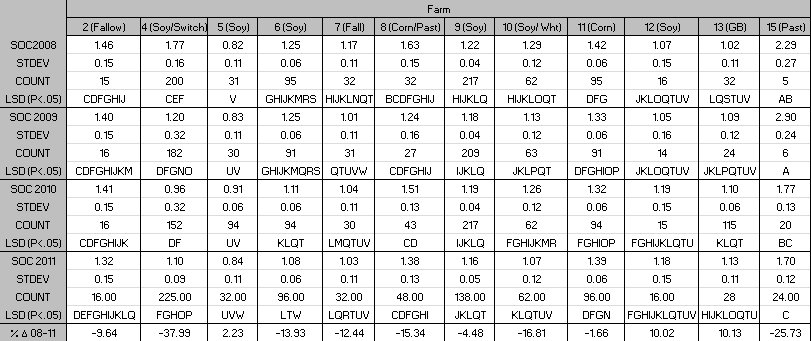 Farm
2 (Fallow) 4 (Soy/Switch) 5 (Soy) 6 (Soy) 7 (Fall) 8 (Corn/Past) 9 (Soy) 10 (Soy/ Wht) 11 (Corn) 12 (Soy) 13 (GB) 15 (Past)
SOC2008 1.46 1.77 0.82 1.25 1.17 1.63 1.22 1.29 1.42 1.07 1.02 2.29
STDEV 0.15 0.16 0.11 0.06 0.11 0.15 0.04 0.12 0.06 0.15 0.11 0.27
COUNT 15 200 31 95 32 32 217 62 95 16 32 5
LSD (P<.05) CDFGHIJ CEF V GHIJKMRS HIJKLNQT BCDFGHIJ HIJKLQ HIJKLOQT DFG JKLOQTUV LQSTUV AB
SOC 2009 1.40 1.20 0.83 1.25 1.01 1.24 1.18 1.13 1.33 1.05 1.09 2.90
STDEV 0.15 0.32 0.11 0.06 0.11 0.16 0.04 0.12 0.06 0.16 0.12 0.24
COUNT 16 182 30 91 31 27 209 63 91 14 24 6
LSD (P<.05) CDFGHIJKM DFGNO UV GHIJKMQRS QTUVW CDFGHIJ IJKLQ JKLPQT DFGHIOP JKLOQTUV JKLPQTUV A
SOC 2010 1.41 0.96 0.91 1.11 1.04 1.51 1.19 1.26 1.32 1.19 1.10 1.77
STDEV 0.15 0.32 0.06 0.06 0.11 0.13 0.04 0.12 0.06 0.15 0.06 0.13
COUNT 16 152 94 94 30 43 217 62 94 15 115 20
LSD (P<.05) CDFGHIJK DF UV KLQT LMQTUV CD IJKLQ FGHIJKMR FGHIOP FGHIJKLQTU KLQT BC
SOC 2011 1.32 1.10 0.84 1.08 1.03 1.38 1.16 1.07 1.39 1.18 1.13 1.70
STDEV 0.15 0.09 0.11 0.06 0.11 0.13 0.05 0.12 0.06 0.15 0.11 0.12
COUNT 16.00 225.00 32.00 96.00 32.00 48.00 138.00 62.00 96.00 16.00 28 24.00
LSD (P<.05) DEFGHIJKLQ FGHOP UVW LTW LQRTUV CDFGHI JKLQT KLQTUV DFGN FGHIJKLQTUV HIJKLOQTU C
% Δ 08-11 -9.64 -37.99 2.23 -13.93 -12.44 -15.34 -4.48 -16.81 -1.66 10.02 10.13 -25.73